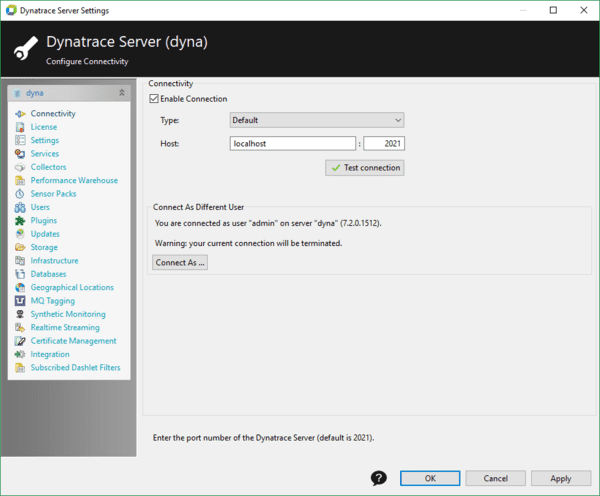 Dynatrace Server Settings
Dynatrace Server (dyna)
Configure Connectivity
dyna
Connectivity
License
Settings
Services
Collectors
Performance Warehouse
Sensor Packs
Users
Plugins
Updates
Storage
Infrastructure
Databases
Geographical Locations
MQ Tagging
Synthetic Monitoring
Realtime Streaming
Certificate Management
Integration
Subscribed Dashlet Filters
Connectivity
Enable Connection
Type: Default
Host: localhost : 2021
Test connection
Connect As Different User
You are connected as user "admin" on server "dyna" (7.2.0.1512).
Warning: your current connection will be terminated.
Connect As ...
Enter the port number of the Dynatrace Server (default is 2021).
? OK Cancel Apply